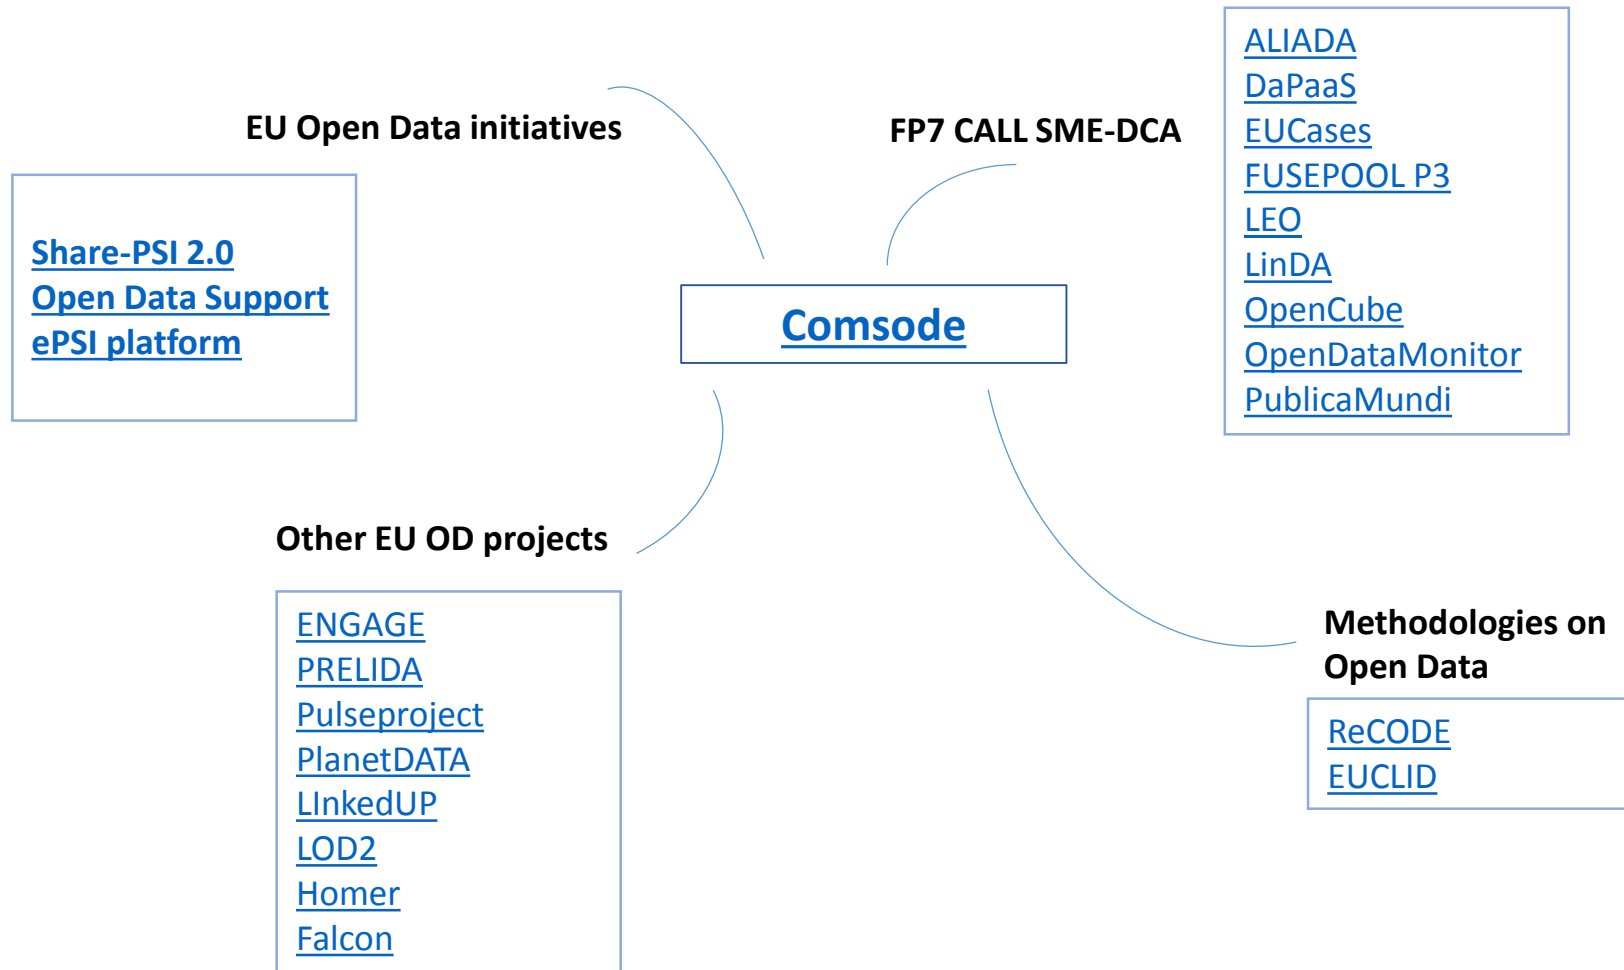 EU Open Data initiatives
Share-PSI 2.0
Open Data Support
ePSI platform
FP7 CALL SME-DCA
ALIADA
DaPaaS
EUCases
FUSEPOOL P3
LEO
LinDA
OpenCube
OpenDataMonitor
PublicaMundi
Comsode
Other EU OD projects
ENGAGE
PRELIDA
Pulseproject
PlanetDATA
LInkedUP
LOD2
Homer
Falcon
Methodologies on
Open Data
ReCODE
EUCLID